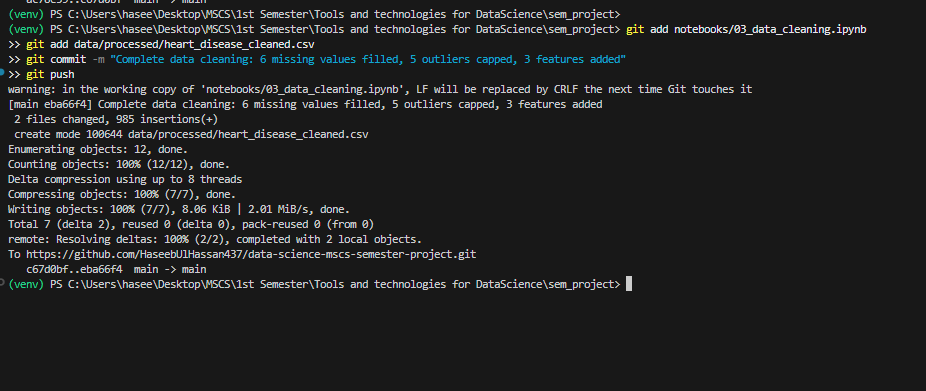 (venv) PS C:\Users\hasee\Desktop\MSCS\1st Semester\Tools and technologies for DataScience\sem_project>
(venv) PS C:\Users\hasee\Desktop\MSCS\1st Semester\Tools and technologies for DataScience\sem_project> git add notebooks/03_data_cleaning.ipynb
>> git add data/processed/heart_disease_cleaned.csv
>> git commit -m "Complete data cleaning: 6 missing values filled, 5 outliers capped, 3 features added"
>> git push
warning: in the working copy of 'notebooks/03_data_cleaning.ipynb', LF will be replaced by CRLF the next time Git touches it
[main eba66f4] Complete data cleaning: 6 missing values filled, 5 outliers capped, 3 features added
 2 files changed, 985 insertions(+)
 create mode 100644 data/processed/heart_disease_cleaned.csv
Enumerating objects: 12, done.
Counting objects: 100% (12/12), done.
Delta compression using up to 8 threads
Compressing objects: 100% (7/7), done.
Writing objects: 100% (7/7), 8.06 KiB | 2.01 MiB/s, done.
Total 7 (delta 2), reused 0 (delta 0), pack-reused 0 (from 0)
remote: Resolving deltas: 100% (2/2), completed with 2 local objects.
To https://github.com/HaseebUlHassan437/data-science-mscs-semester-project.git
   c67d0bf..eba66f4  main -> main
(venv) PS C:\Users\hasee\Desktop\MSCS\1st Semester\Tools and technologies for DataScience\sem_project>